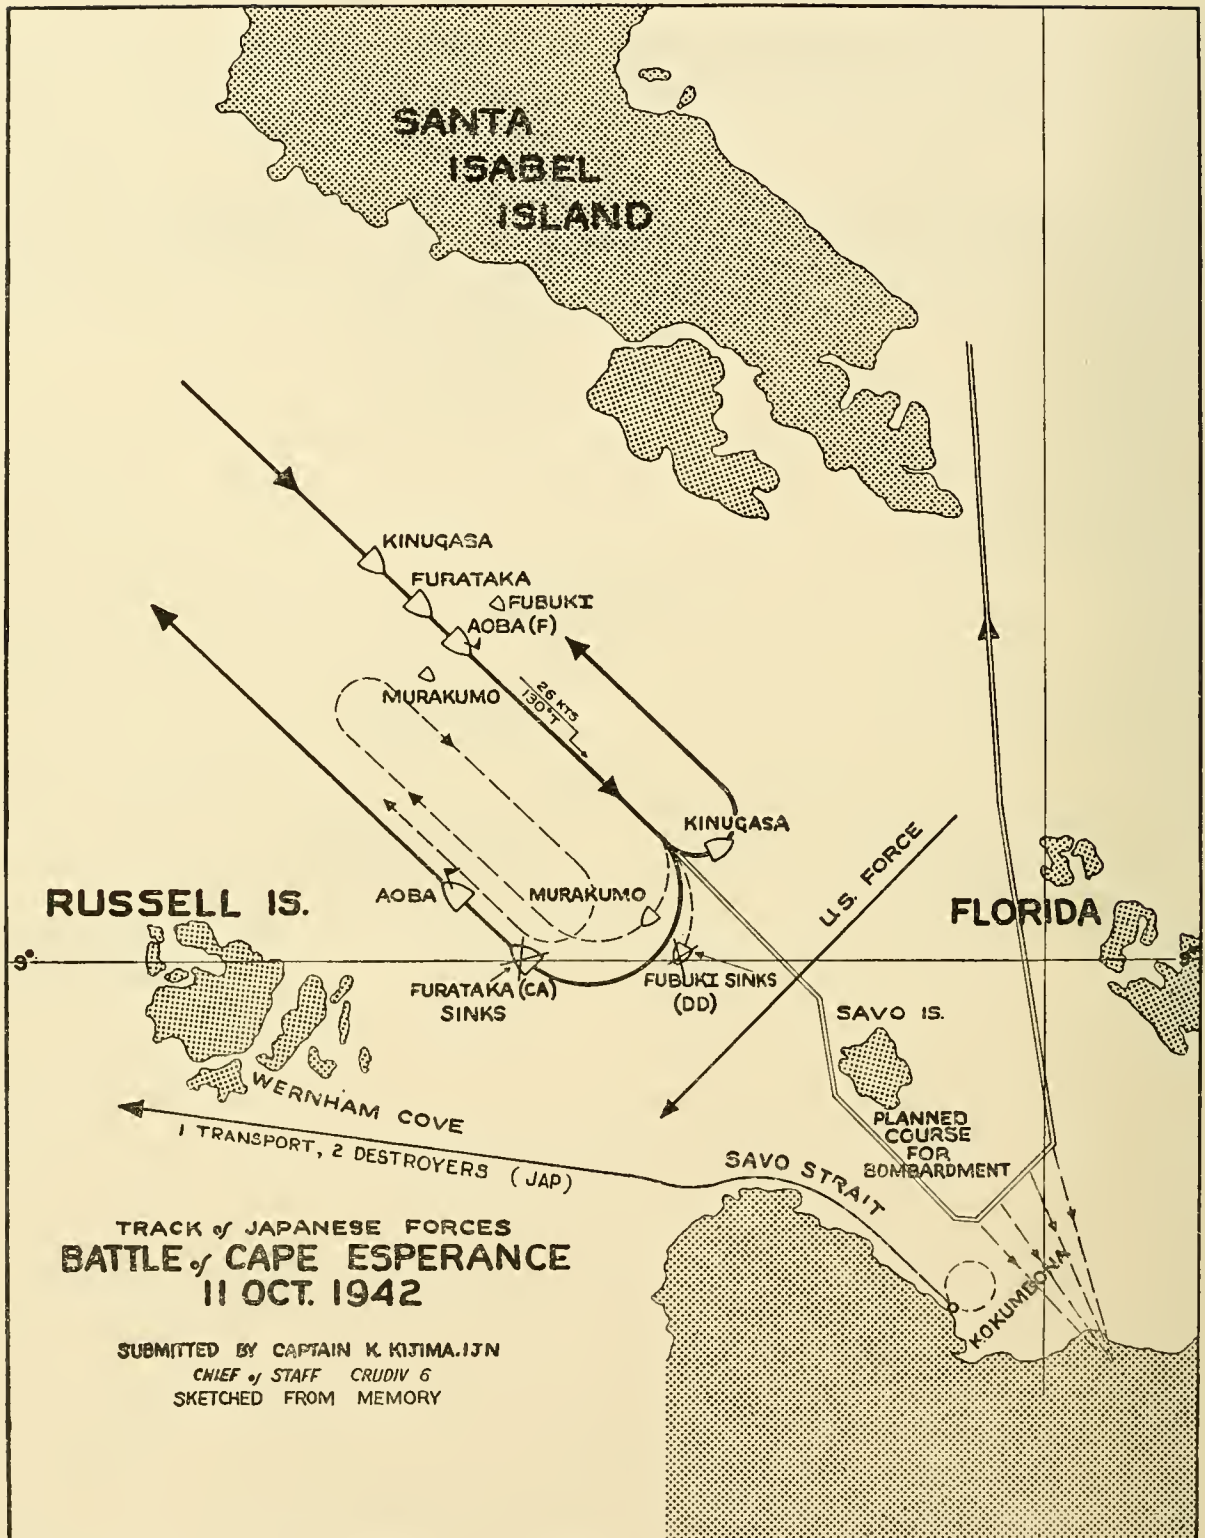 SANTA
ISABEL
ISLAND
KINUGASA
FURATAKA
FUBUKI
AOBA (F)
MURAKUMO
26 KTS
130°T
KINUGASA
U.S. FORCE
RUSSELL IS.
AOBA
MURAKUMO
FLORIDA
9°
FURATAKA (CA)
SINKS
FUBUKI SINKS
(DD)
SAVO IS.
WERNHAM COVE
1 TRANSPORT, 2 DESTROYERS (JAP)
PLANNED
COURSE
FOR
BOMBARDMENT
SAVO STRAIT
KOKUMBONA
TRACK of JAPANESE FORCES
BATTLE of CAPE ESPERANCE
11 OCT. 1942
SUBMITTED BY CAPTAIN K. KIJIMA.IJN
CHIEF of STAFF CRUDIV 6
SKETCHED FROM MEMORY